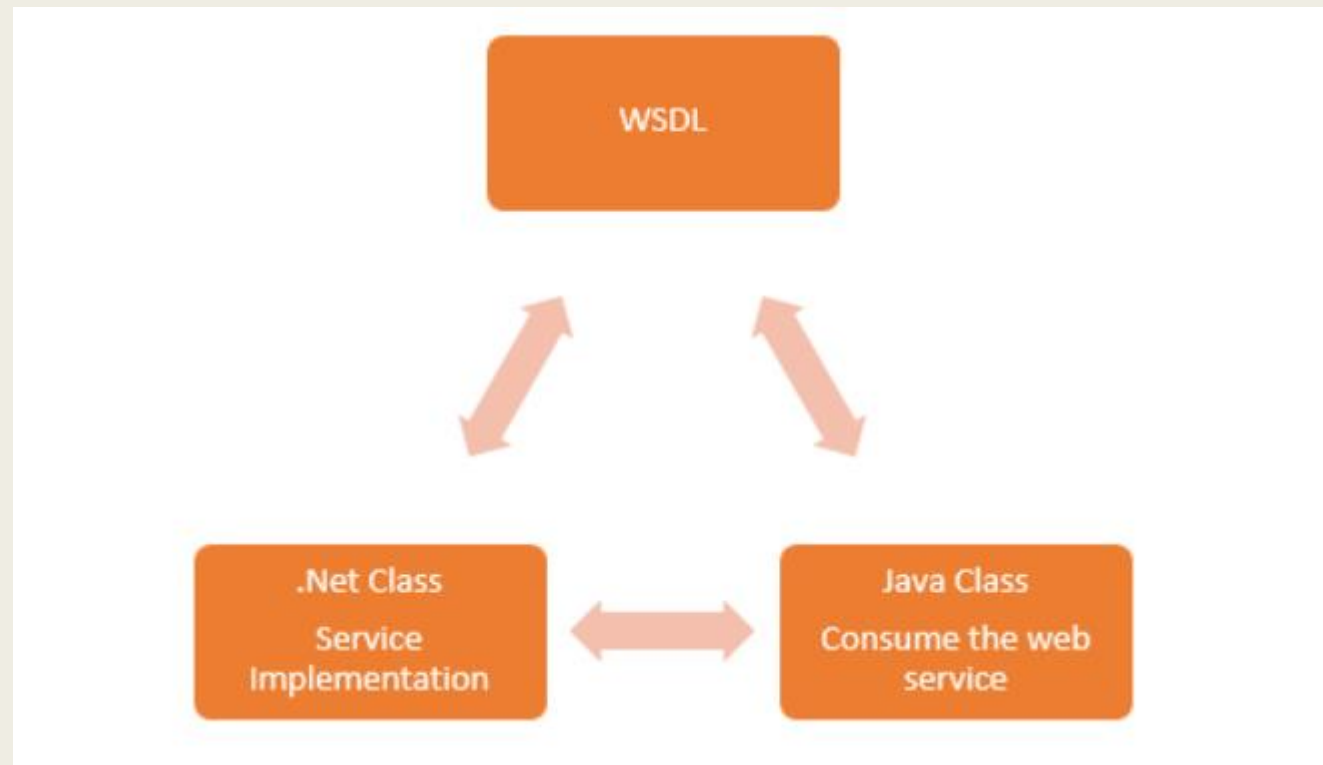 WSDL
.Net Class
Service
Implementation
Java Class
Consume the web
service